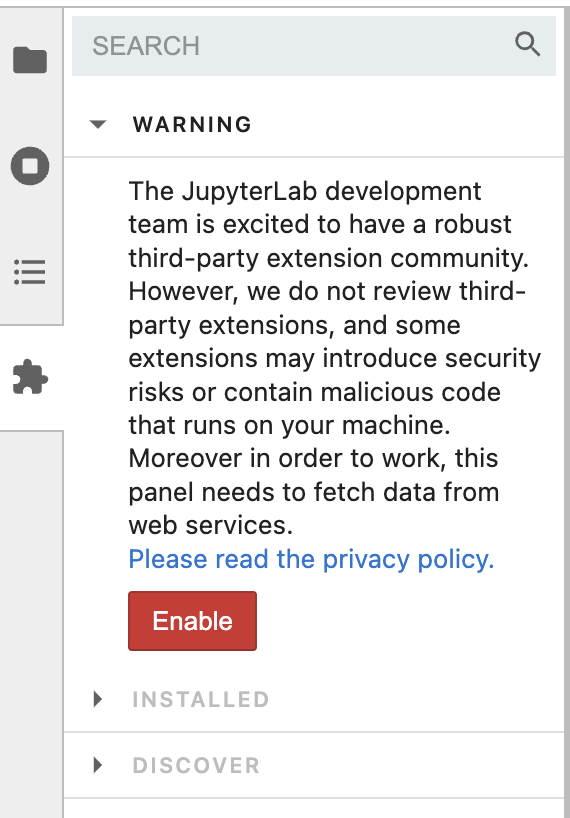 SEARCH
WARNING
The JupyterLab development
team is excited to have a robust
third-party extension community.
However, we do not review third-
party extensions, and some
extensions may introduce security
risks or contain malicious code
that runs on your machine.
Moreover in order to work, this
panel needs to fetch data from
web services.
Please read the privacy policy.
Enable
INSTALLED
DISCOVER